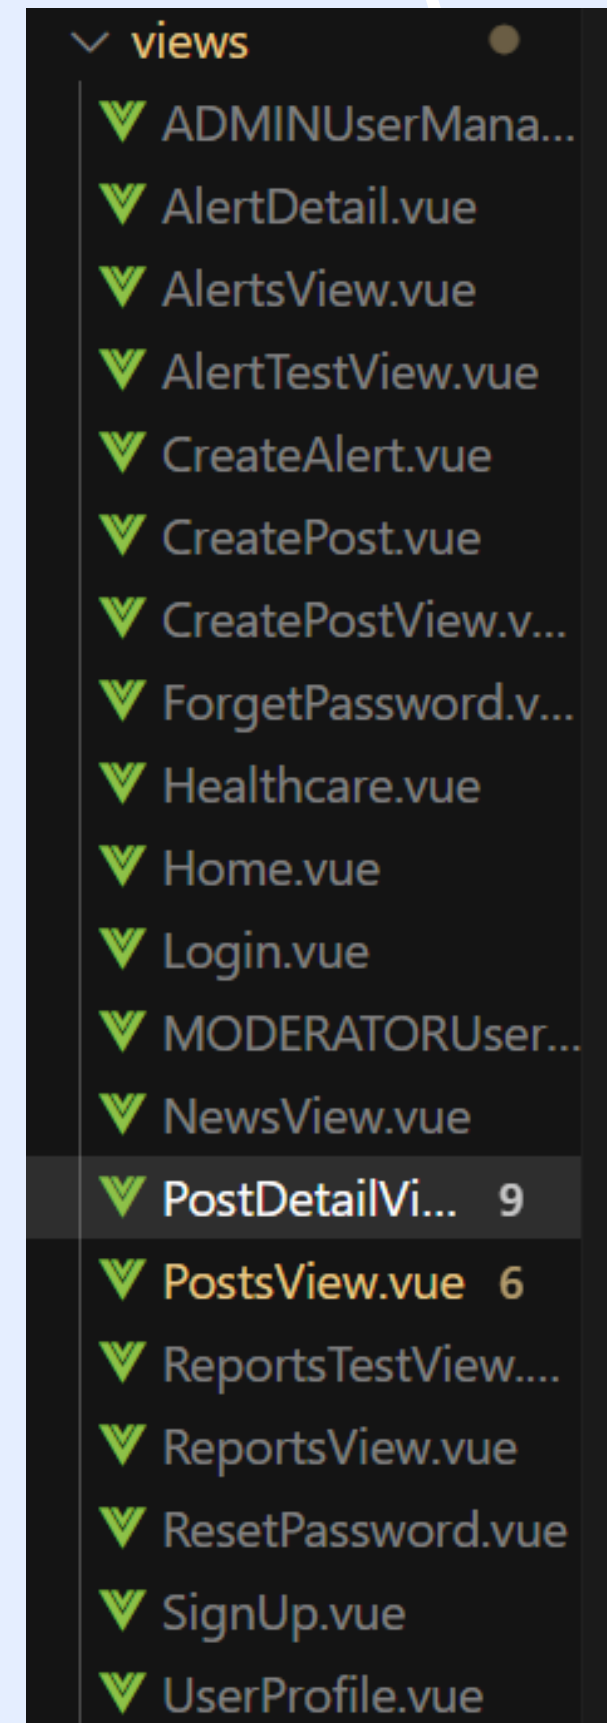 views
ADMINUserMana...
AlertDetail.vue
AlertsView.vue
AlertTestView.vue
CreateAlert.vue
CreatePost.vue
CreatePostView.v...
ForgetPassword.v...
Healthcare.vue
Home.vue
Login.vue
MODERATORUser...
NewsView.vue
PostDetailVi... 9
PostsView.vue 6
ReportsTestView....
ReportsView.vue
ResetPassword.vue
SignUp.vue
UserProfile.vue